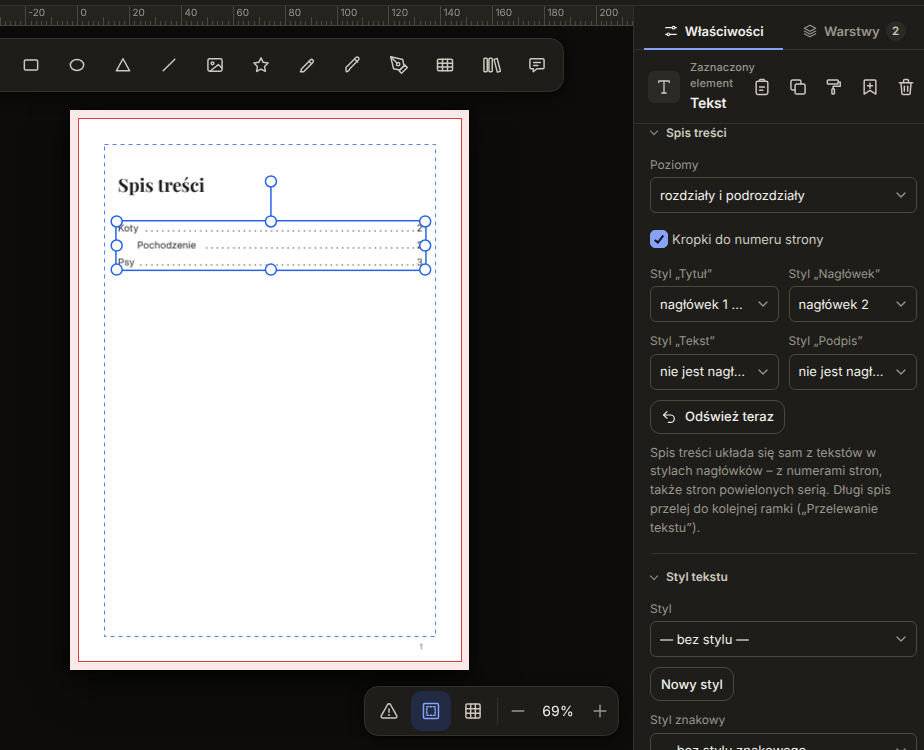 -20 0 20 40 60 80 100 120 140 160 180 200
Właściwości
Warstwy 2
Zaznaczony element
Tekst
Spis treści
Poziomy
rozdziały i podrozdziały
Kropki do numeru strony
Styl „Tytuł” Styl „Nagłówek”
nagłówek 1 ... nagłówek 2
Styl „Tekst” Styl „Podpis”
nie jest nagł... nie jest nagł...
Odśwież teraz
Spis treści układa się sam z tekstów w
stylach nagłówków – z numerami stron,
także stron powielonych serią. Długi spis
przelej do kolejnej ramki („Przelewanie
tekstu”).
Styl tekstu
Styl
— bez stylu —
Nowy styl
Styl znakowy
— bez stylu znakowego
Spis treści
Koty 2
Pochodzenie 2
Psy 3
1
69%